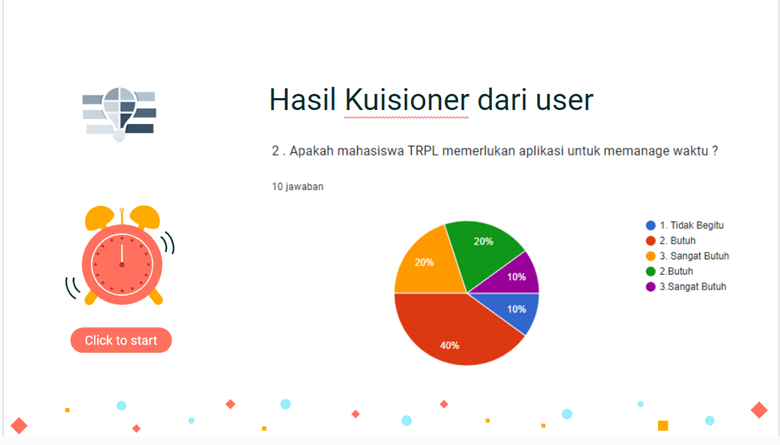 Hasil Kuisioner dari user
2 . Apakah mahasiswa TRPL memerlukan aplikasi untuk memanage waktu ?
10 jawaban
20%
20%
10%
10%
40%
1. Tidak Begitu
2. Butuh
3. Sangat Butuh
2.Butuh
3.Sangat Butuh
Click to start